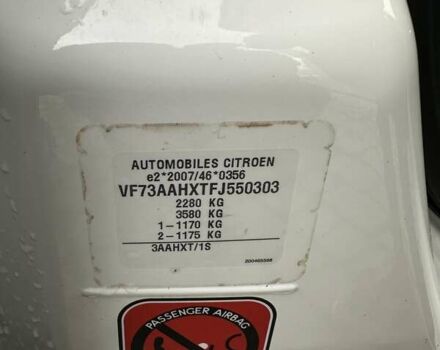 AUTOMOBILES CITROEN
e2*2007/46*0356
VF73AAHXTFJ550303
2280 KG
3580 KG
1-1170 KG
2-1175 KG
3AAHXT/1S
PASSENGER AIRBAG